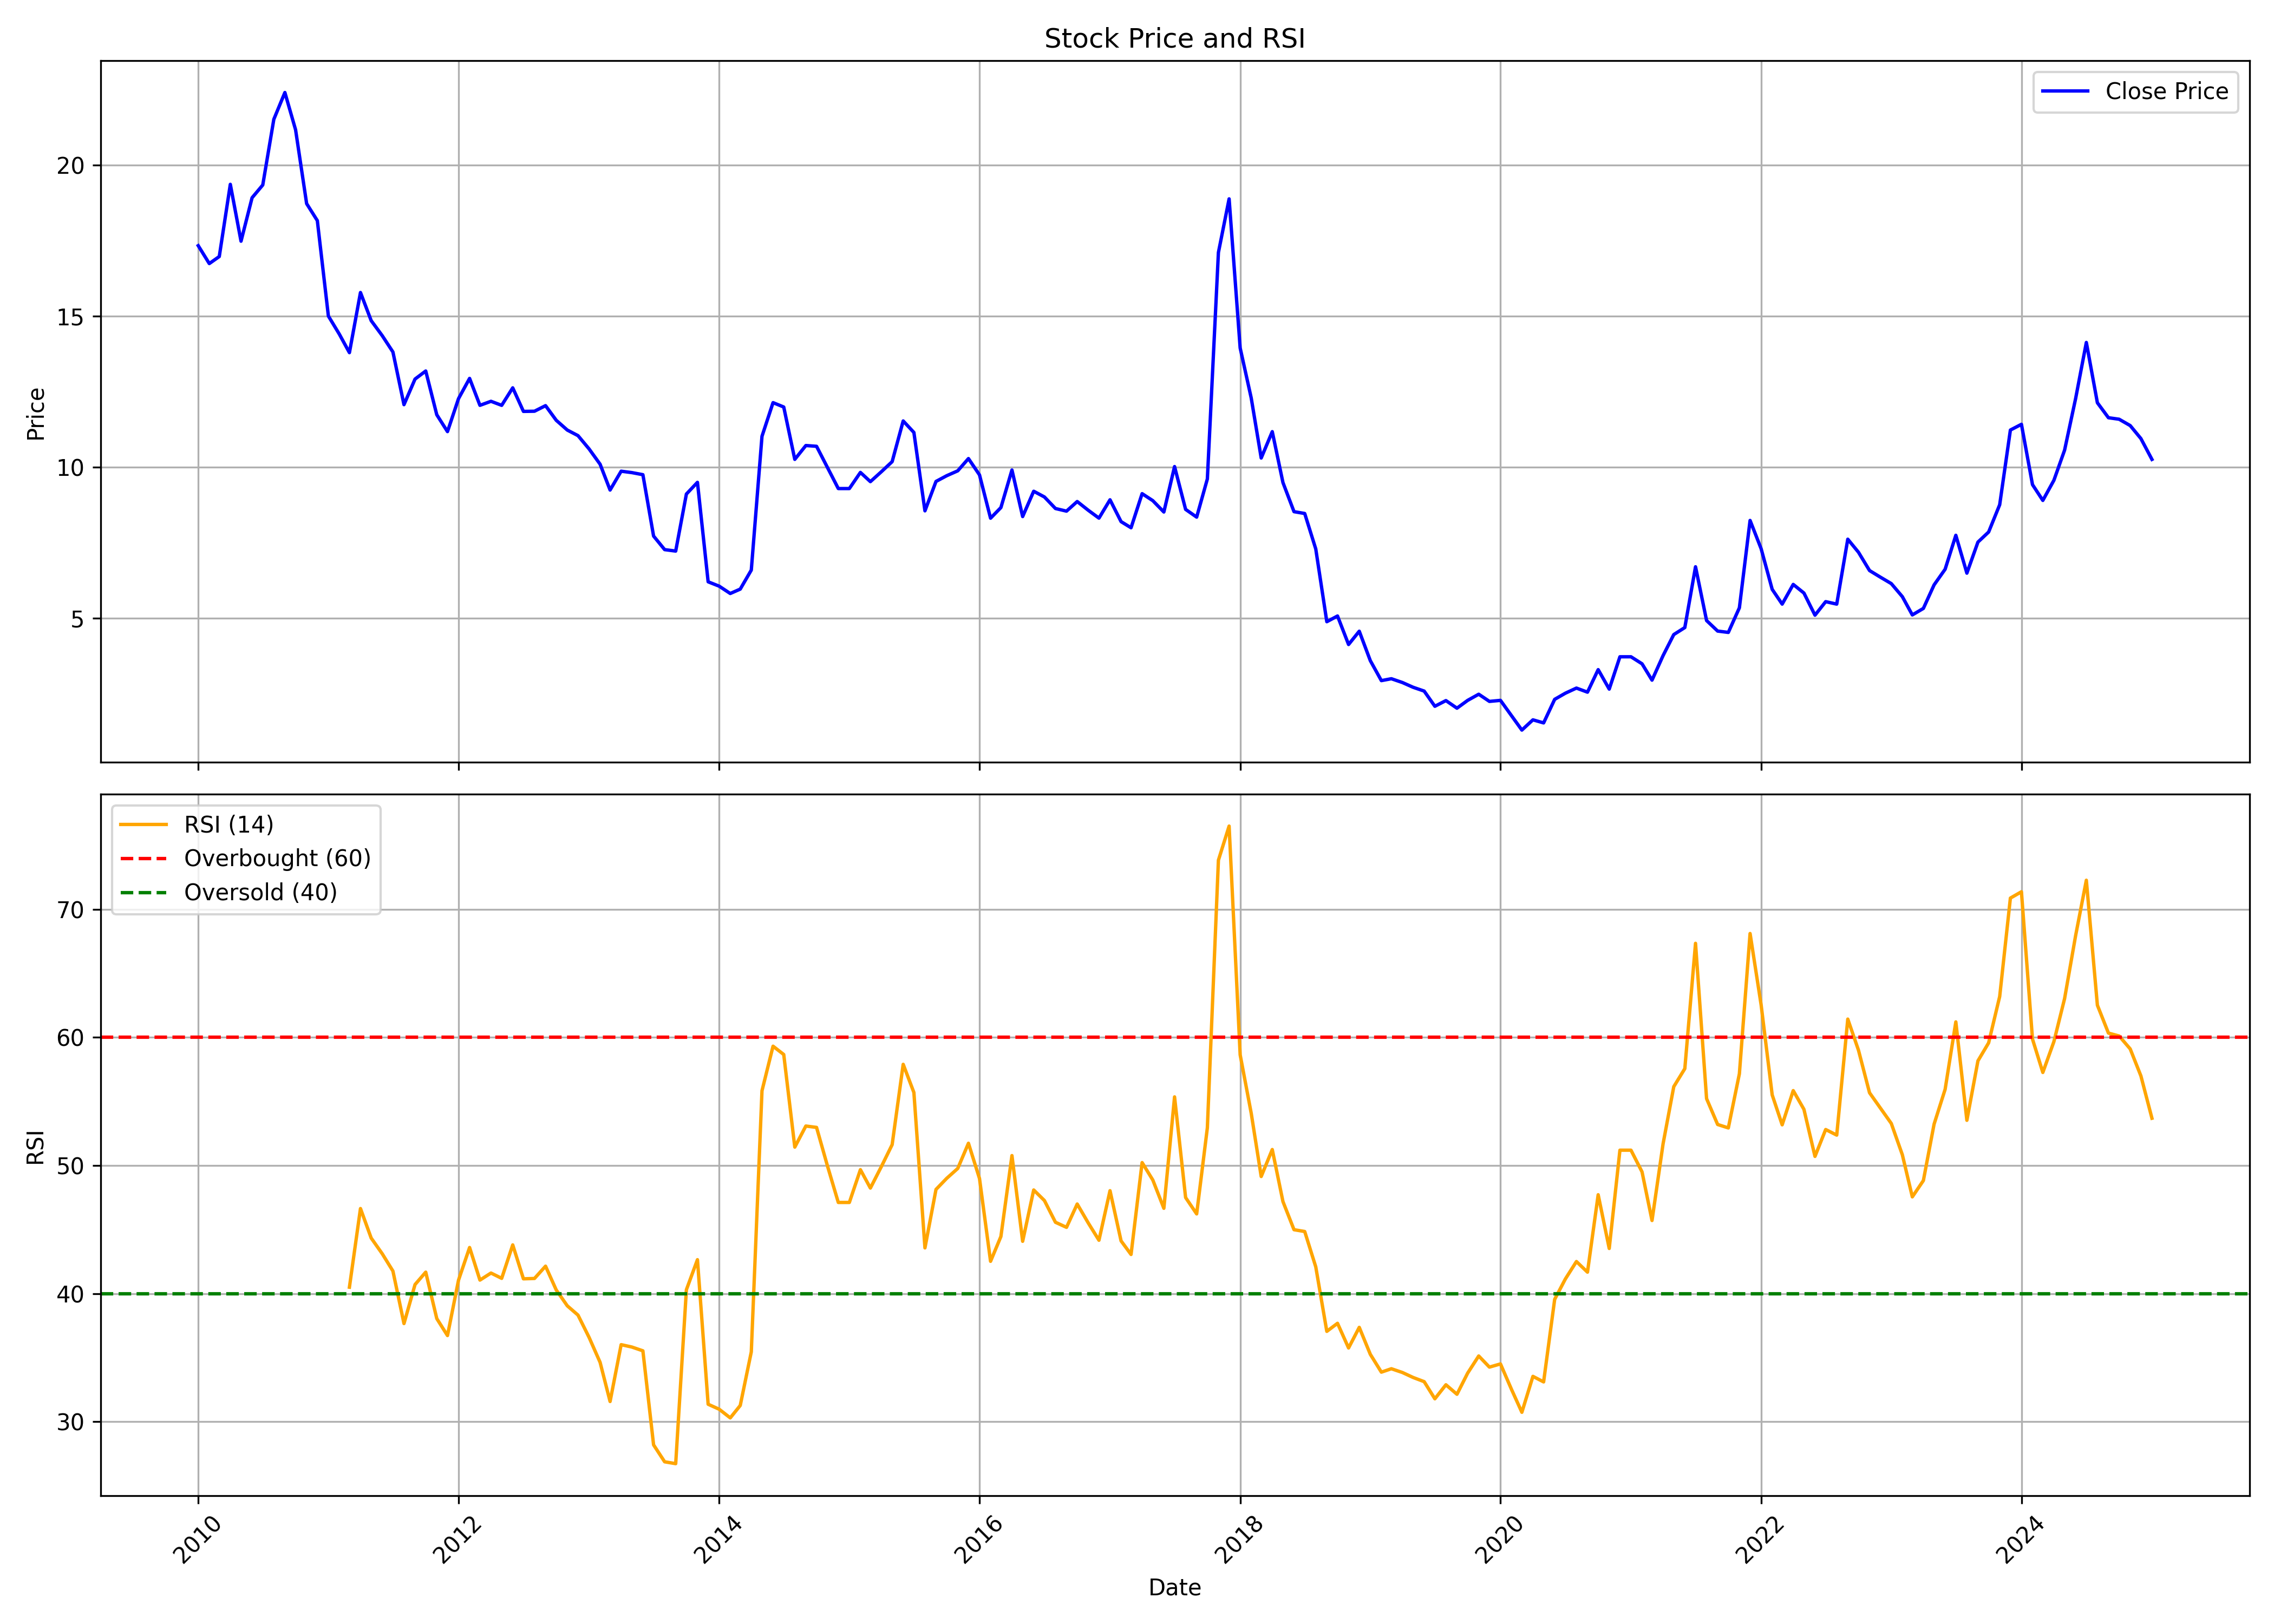 Stock Price and RSI
Close Price
Price
20
15
10
5
RSI (14)
Overbought (60)
Oversold (40)
RSI
70
60
50
40
30
2010
2012
2014
2016
2018
2020
2022
2024
Date